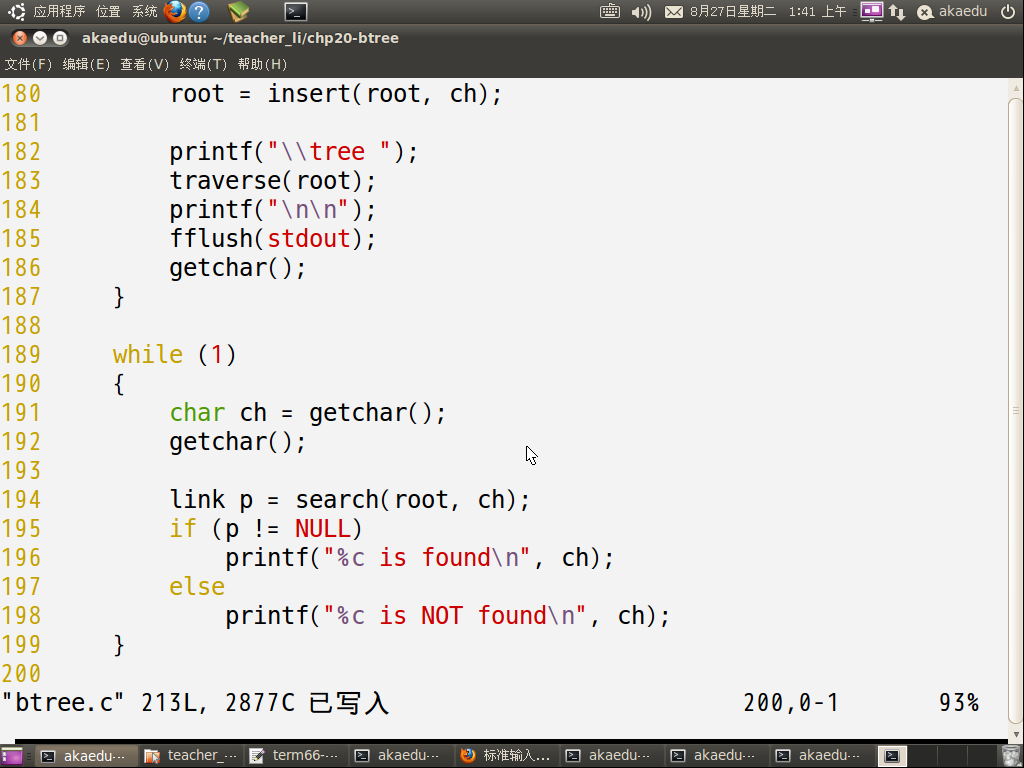 应用程序 位置 系统 8月27日星期二 1:41 上午 akaedu
akaedu@ubuntu: ~/teacher_li/chp20-btree
文件(F) 编辑(E) 查看(V) 终端(T) 帮助(H)
180         root = insert(root, ch);
181
182         printf("\\tree ");
183         traverse(root);
184         printf("\n\n");
185         fflush(stdout);
186         getchar();
187     }
188
189     while (1)
190     {
191         char ch = getchar();
192         getchar();
193
194         link p = search(root, ch);
195         if (p != NULL)
196             printf("%c is found\n", ch);
197         else
198             printf("%c is NOT found\n", ch);
199     }
200
"btree.c" 213L, 2877C 已写入 200,0-1 93%
akaedu··· teacher_··· term66-··· akaedu··· 标准输入... akaedu··· akaedu··· akaedu···